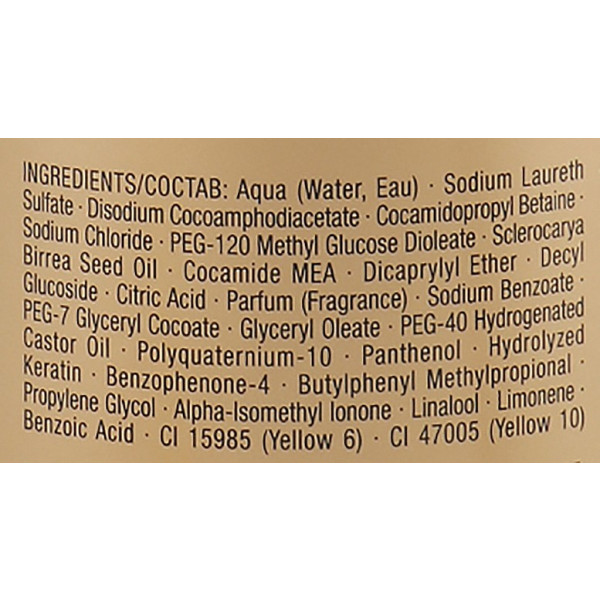 INGREDIENTS/СОСТАВ: Aqua (Water, Eau) · Sodium Laureth
Sulfate · Disodium Cocoamphodiacetate · Cocamidopropyl Betaine ·
Sodium Chloride · PEG-120 Methyl Glucose Dioleate · Sclerocarya
Birrea Seed Oil · Cocamide MEA · Dicaprylyl Ether · Decyl
Glucoside · Citric Acid · Parfum (Fragrance) · Sodium Benzoate ·
PEG-7 Glyceryl Cocoate · Glyceryl Oleate · PEG-40 Hydrogenated
Castor Oil · Polyquaternium-10 · Panthenol · Hydrolyzed
Keratin · Benzophenone-4 · Butylphenyl Methylpropional ·
Propylene Glycol · Alpha-Isomethyl Ionone · Linalool · Limonene ·
Benzoic Acid · CI 15985 (Yellow 6) · CI 47005 (Yellow 10)